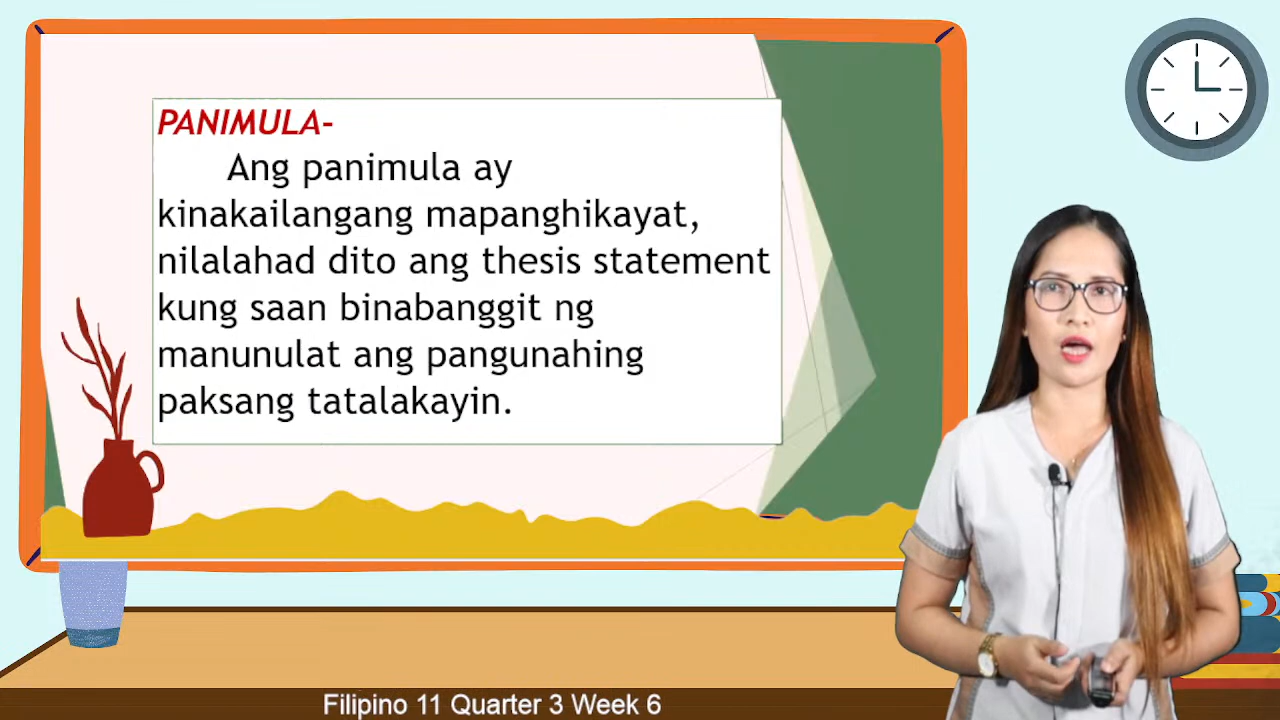 PANIMULA-
Ang panimula ay
kinakailangang mapanghikayat,
nilalahad dito ang thesis statement
kung saan binabanggit ng
manunulat ang pangunahing
paksang tatalakayin.
Filipino 11 Quarter 3 Week 6